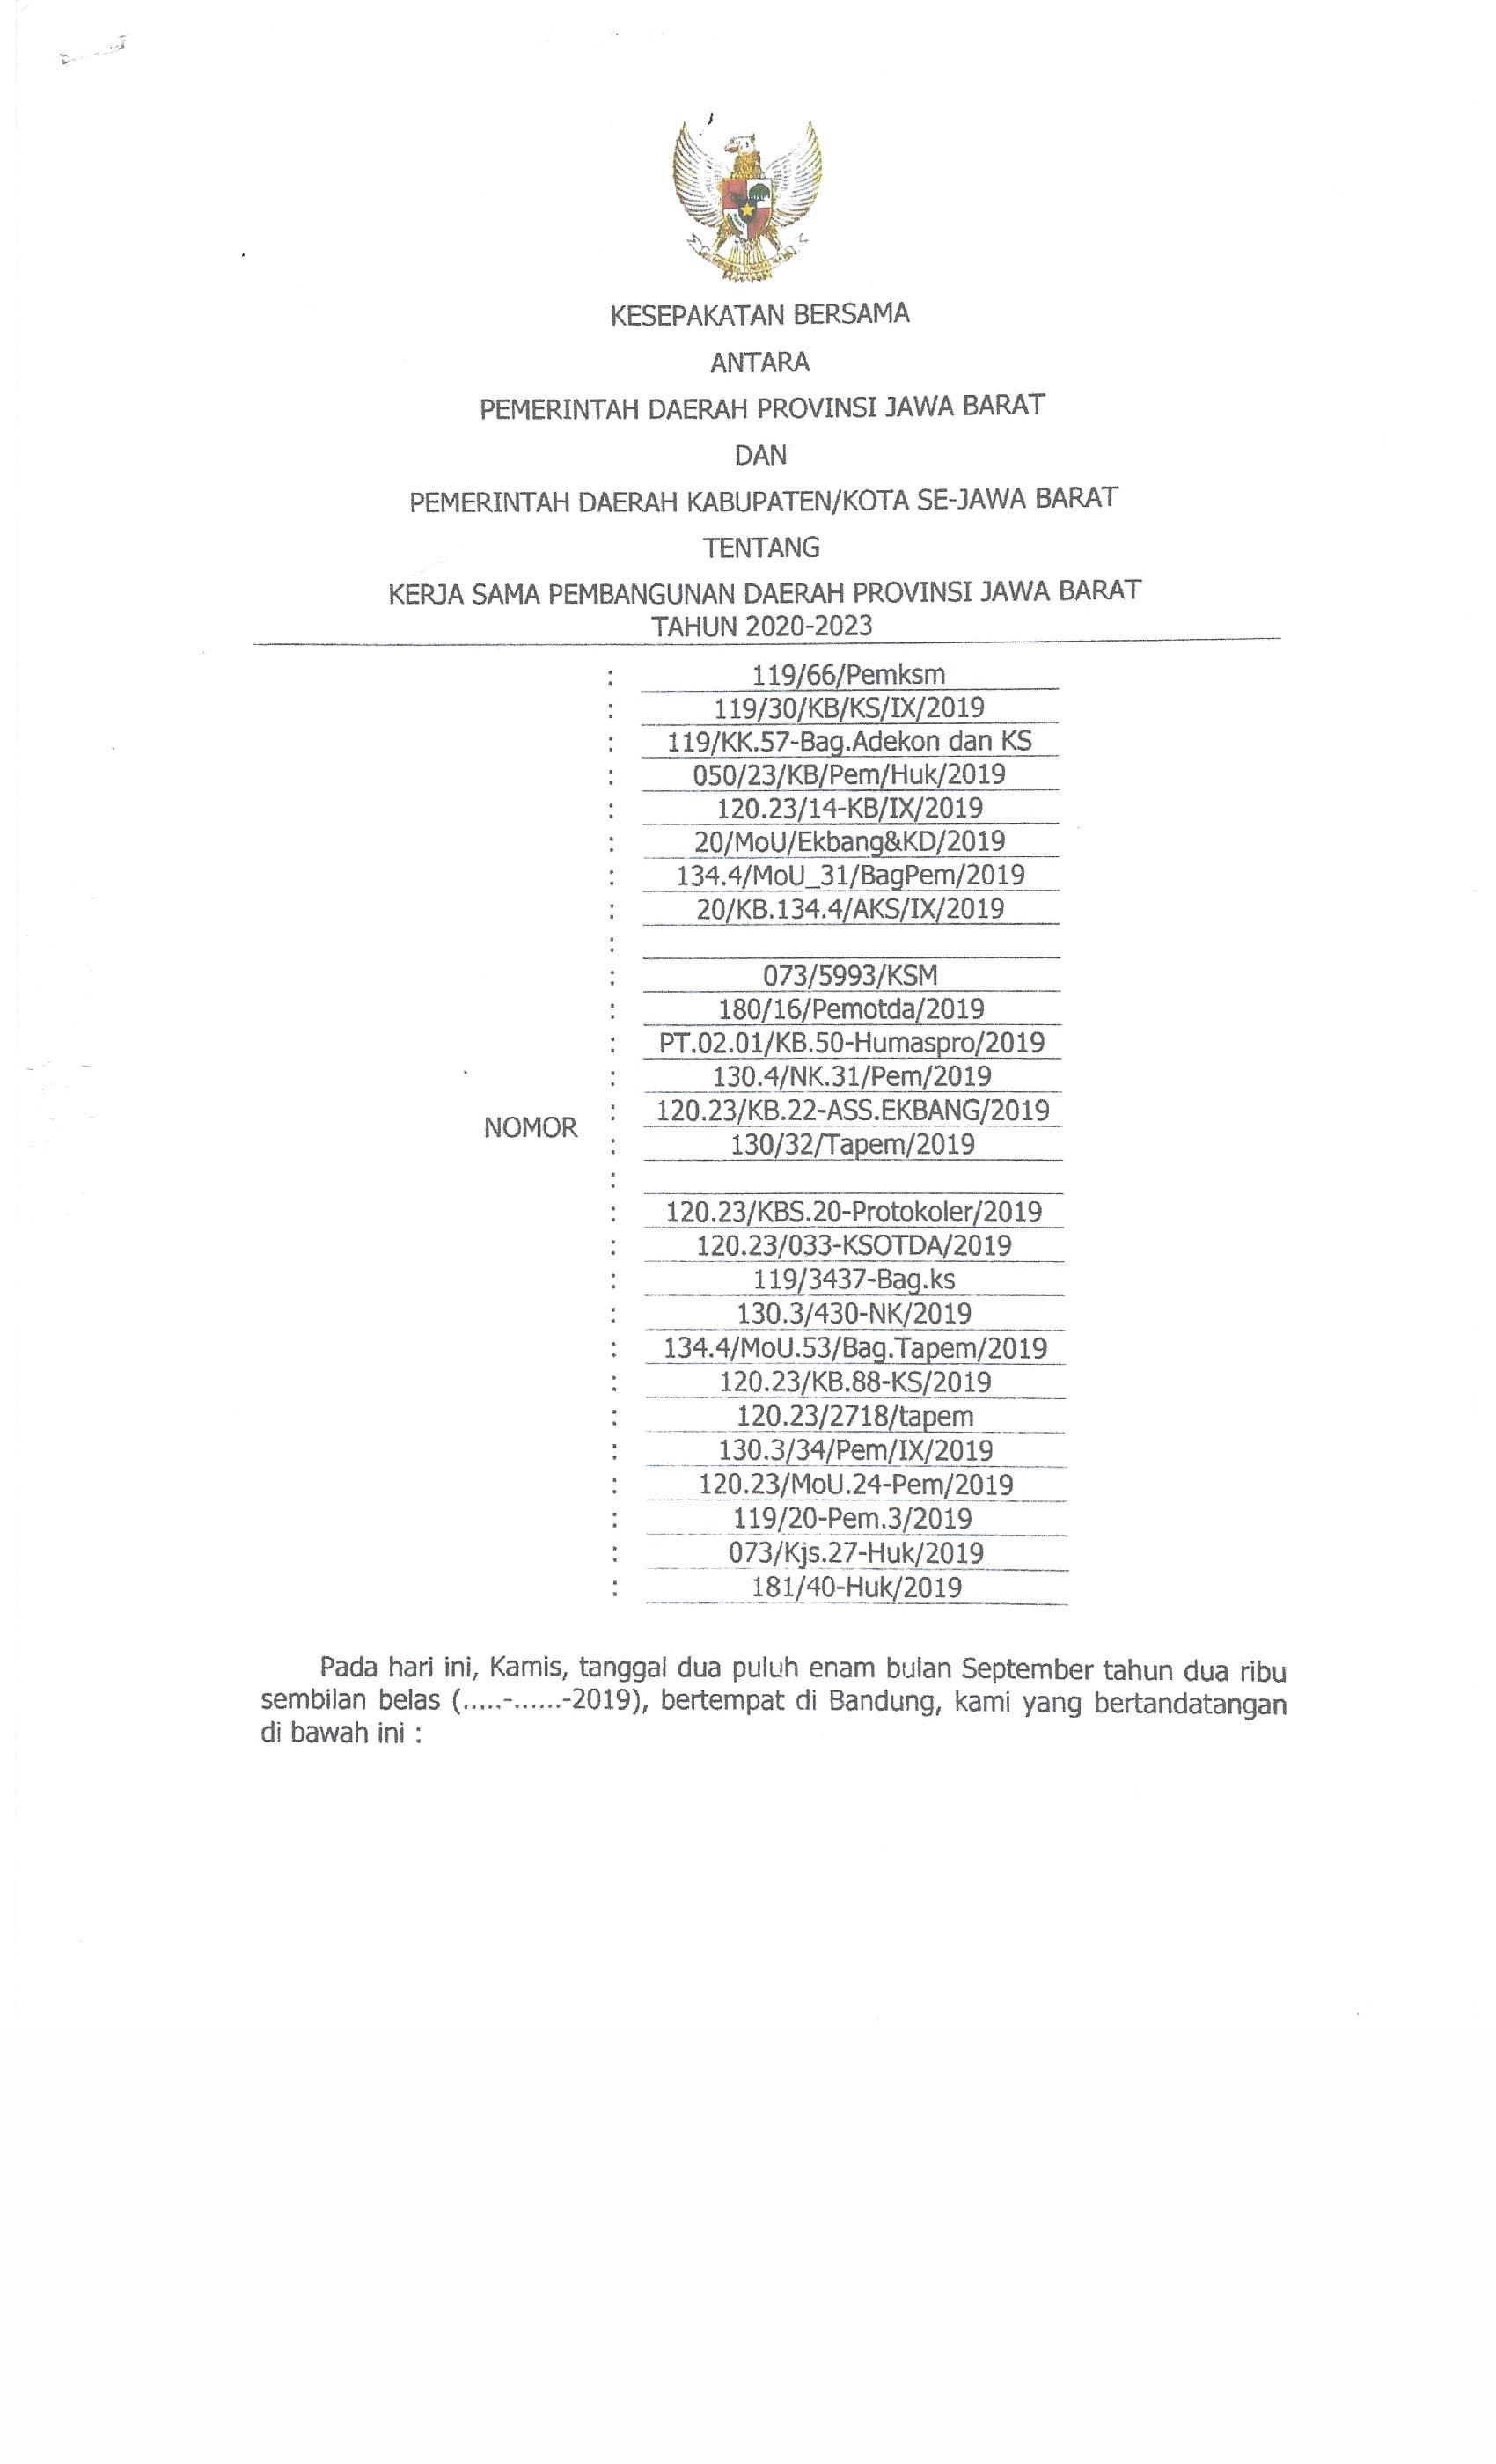 KESEPAKATAN BERSAMA
ANTARA
PEMERINTAH DAERAH PROVINSI JAWA BARAT
DAN
PEMERINTAH DAERAH KABUPATEN/KOTA SE-JAWA BARAT
TENTANG
KERJA SAMA PEMBANGUNAN DAERAH PROVINSI JAWA BARAT
TAHUN 2020-2023
: 119/66/Pemksm
: 119/30/KB/KS/IX/2019
: 119/KK.57-Bag.Adekon dan KS
: 050/23/KB/Pem/Huk/2019
: 120.23/14-KB/IX/2019
: 20/MoU/Ekbang&KD/2019
: 134.4/MoU_31/BagPem/2019
: 20/KB.134.4/AKS/IX/2019
:
: 073/5993/KSM
: 180/16/Pemotda/2019
: PT.02.01/KB.50-Humaspro/2019
: 130.4/NK.31/Pem/2019
: 120.23/KB.22-ASS.EKBANG/2019
NOMOR
: 130/32/Tapem/2019
:
: 120.23/KBS.20-Protokoler/2019
: 120.23/033-KSOTDA/2019
: 119/3437-Bag.ks
: 130.3/430-NK/2019
: 134.4/MoU.53/Bag.Tapem/2019
: 120.23/KB.88-KS/2019
: 120.23/2718/tapem
: 130.3/34/Pem/IX/2019
: 120.23/MoU.24-Pem/2019
: 119/20-Pem.3/2019
: 073/Kjs.27-Huk/2019
: 181/40-Huk/2019
Pada hari ini, Kamis, tanggal dua puluh enam bulan September tahun dua ribu
sembilan belas (.....-......-2019), bertempat di Bandung, kami yang bertandatangan
di bawah ini :